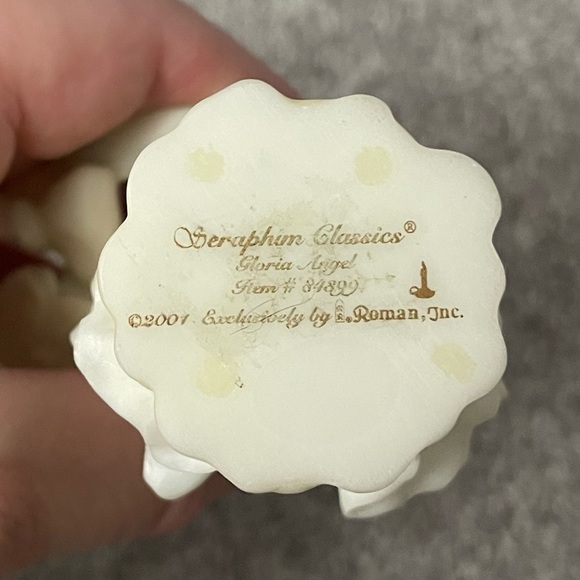 Seraphim Classics®
Gloria Angel
Item # 84899
©2001 Exclusively by Roman, Inc.